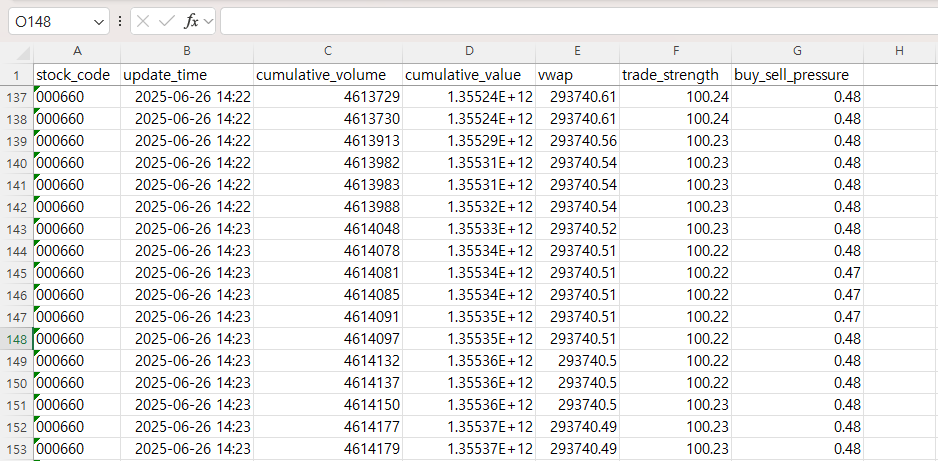 O148 fx
A B C D E F G H
1 stock_code update_time cumulative_volume cumulative_value vwap trade_strength buy_sell_pressure
137 000660 2025-06-26 14:22 4613729 1.35524E+12 293740.61 100.24 0.48
138 000660 2025-06-26 14:22 4613730 1.35524E+12 293740.61 100.24 0.48
139 000660 2025-06-26 14:22 4613913 1.35529E+12 293740.56 100.23 0.48
140 000660 2025-06-26 14:22 4613982 1.35531E+12 293740.54 100.23 0.48
141 000660 2025-06-26 14:22 4613983 1.35531E+12 293740.54 100.23 0.48
142 000660 2025-06-26 14:22 4613988 1.35532E+12 293740.54 100.23 0.48
143 000660 2025-06-26 14:23 4614048 1.35533E+12 293740.52 100.23 0.48
144 000660 2025-06-26 14:23 4614078 1.35534E+12 293740.51 100.22 0.48
145 000660 2025-06-26 14:23 4614081 1.35534E+12 293740.51 100.22 0.47
146 000660 2025-06-26 14:23 4614085 1.35534E+12 293740.51 100.22 0.47
147 000660 2025-06-26 14:23 4614091 1.35535E+12 293740.51 100.22 0.47
148 000660 2025-06-26 14:23 4614097 1.35535E+12 293740.51 100.22 0.48
149 000660 2025-06-26 14:23 4614132 1.35536E+12 293740.5 100.22 0.48
150 000660 2025-06-26 14:23 4614137 1.35536E+12 293740.5 100.22 0.48
151 000660 2025-06-26 14:23 4614150 1.35536E+12 293740.5 100.23 0.48
152 000660 2025-06-26 14:23 4614177 1.35537E+12 293740.49 100.23 0.48
153 000660 2025-06-26 14:23 4614179 1.35537E+12 293740.49 100.23 0.48